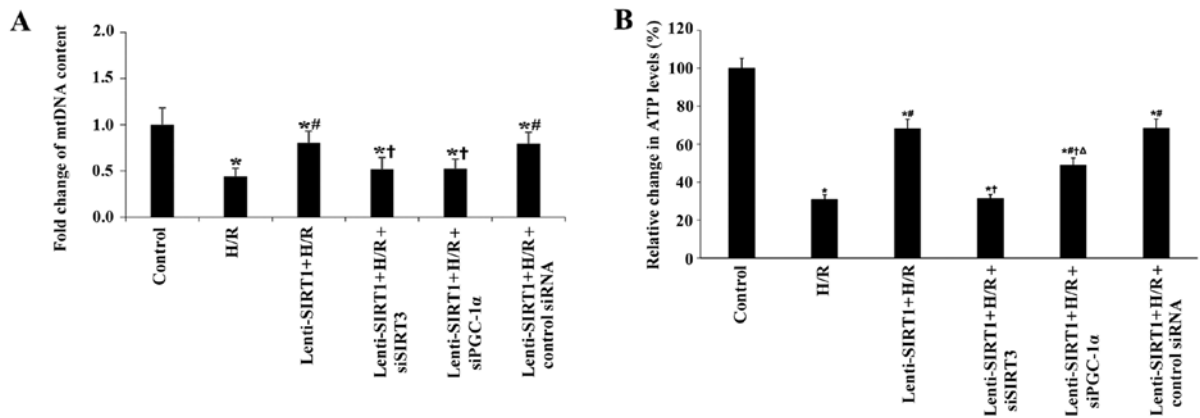 A
Fold change of mtDNA content
2.0
1.5
1.0
0.5
0.0
*
*#
*†
*†
*#
Control
H/R
Lenti-SIRT1+H/R
Lenti-SIRT1+H/R+
siSIRT3
Lenti-SIRT1+H/R+
siPGC-1α
Lenti-SIRT1+H/R+
control siRNA
B
Relative change in ATP levels (%)
120
100
80
60
40
20
0
*
*#
*†
*#†Δ
*#
Control
H/R
Lenti-SIRT1+H/R
Lenti-SIRT1+H/R+
siSIRT3
Lenti-SIRT1+H/R+
siPGC-1α
Lenti-SIRT1+H/R+
control siRNA